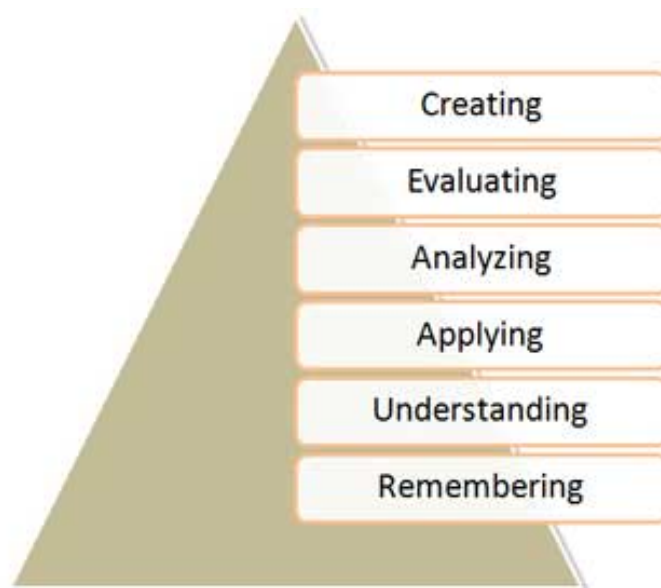 Creating
Evaluating
Analyzing
Applying
Understanding
Remembering